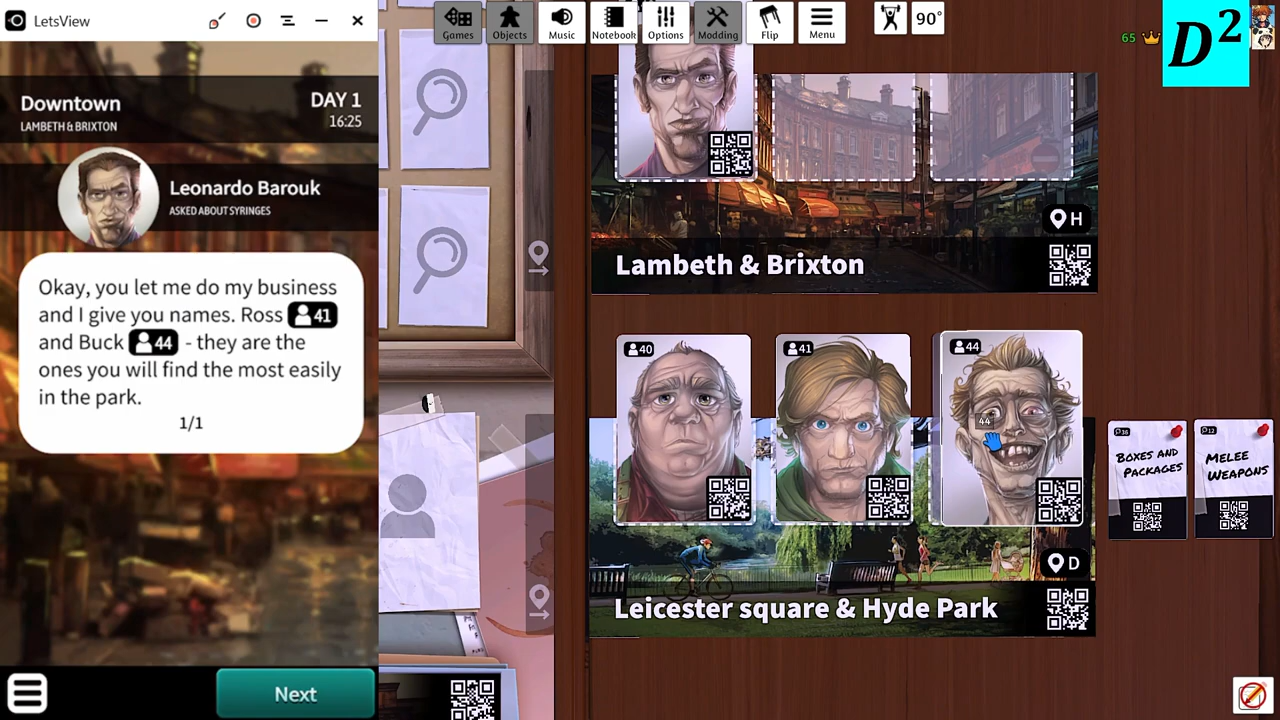 LetsView
Games
Objects
Music
Notebook
Options
Modding
Flip
Menu
90°
65
D²
Downtown
LAMBETH & BRIXTON
DAY 1
16:25
Leonardo Barouk
ASKED ABOUT SYRINGES
Okay, you let me do my business
and I give you names. Ross 41
and Buck 44 - they are the
ones you will find the most easily
in the park.
1/1
Next
H
Lambeth & Brixton
40
41
44
44
D
Leicester square & Hyde Park
P36
BOXES AND
PACKAGES
P12
MELEE
WEAPONS